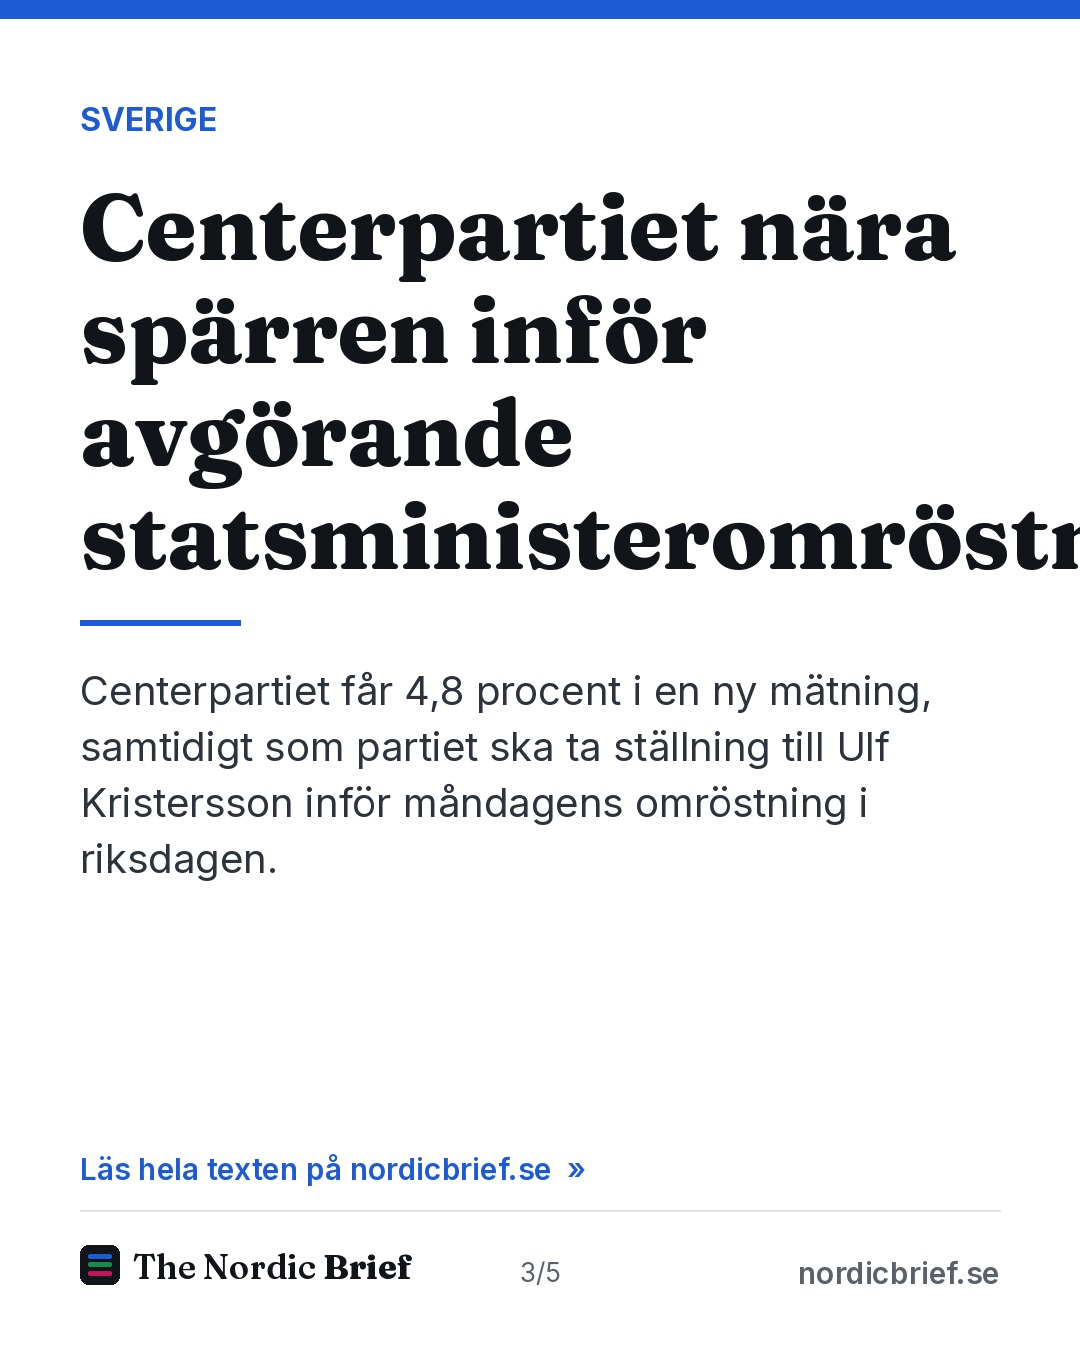 SVERIGE
Centerpartiet nära
spärren inför
avgörande
statsministeromröstn
Centerpartiet får 4,8 procent i en ny mätning,
samtidigt som partiet ska ta ställning till Ulf
Kristersson inför måndagens omröstning i
riksdagen.
Läs hela texten på nordicbrief.se »
The Nordic Brief 3/5 nordicbrief.se